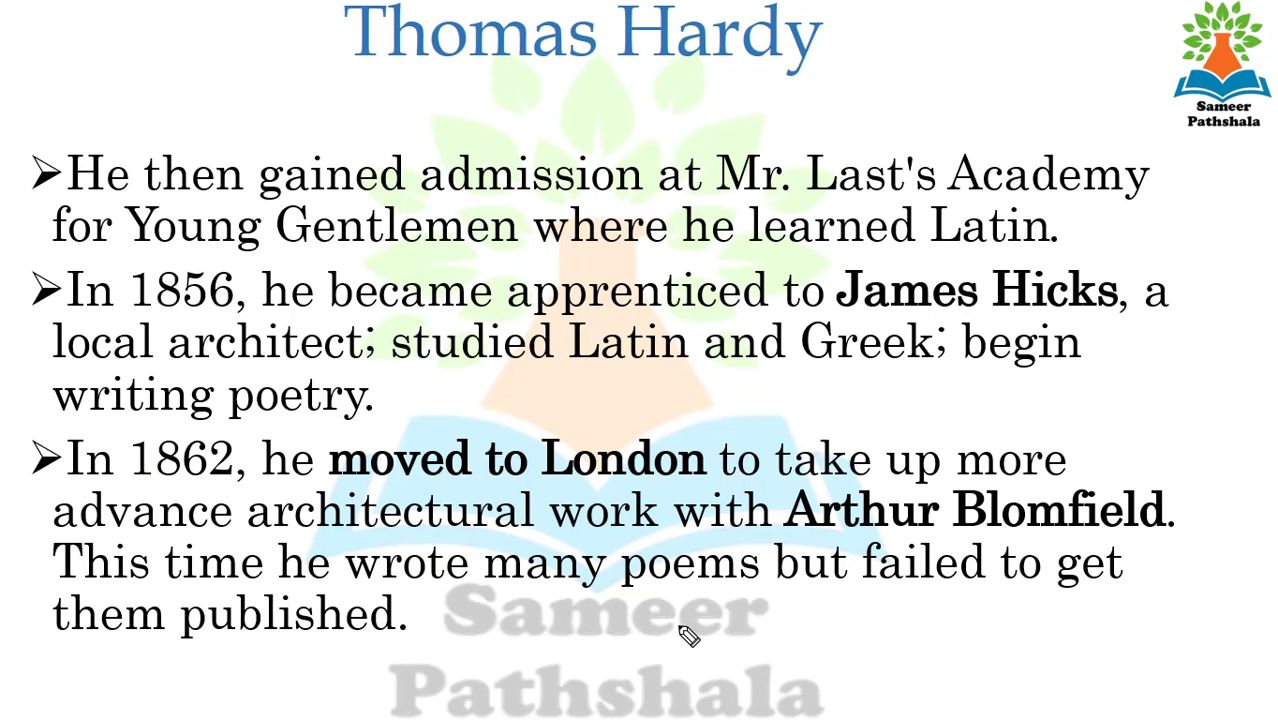 Thomas Hardy
Sameer
Pathshala
➢He then gained admission at Mr. Last's Academy
for Young Gentlemen where he learned Latin.
➢In 1856, he became apprenticed to James Hicks, a
local architect; studied Latin and Greek; begin
writing poetry.
➢In 1862, he moved to London to take up more
advance architectural work with Arthur Blomfield.
This time he wrote many poems but failed to get
them published.
Sameer
Pathshala